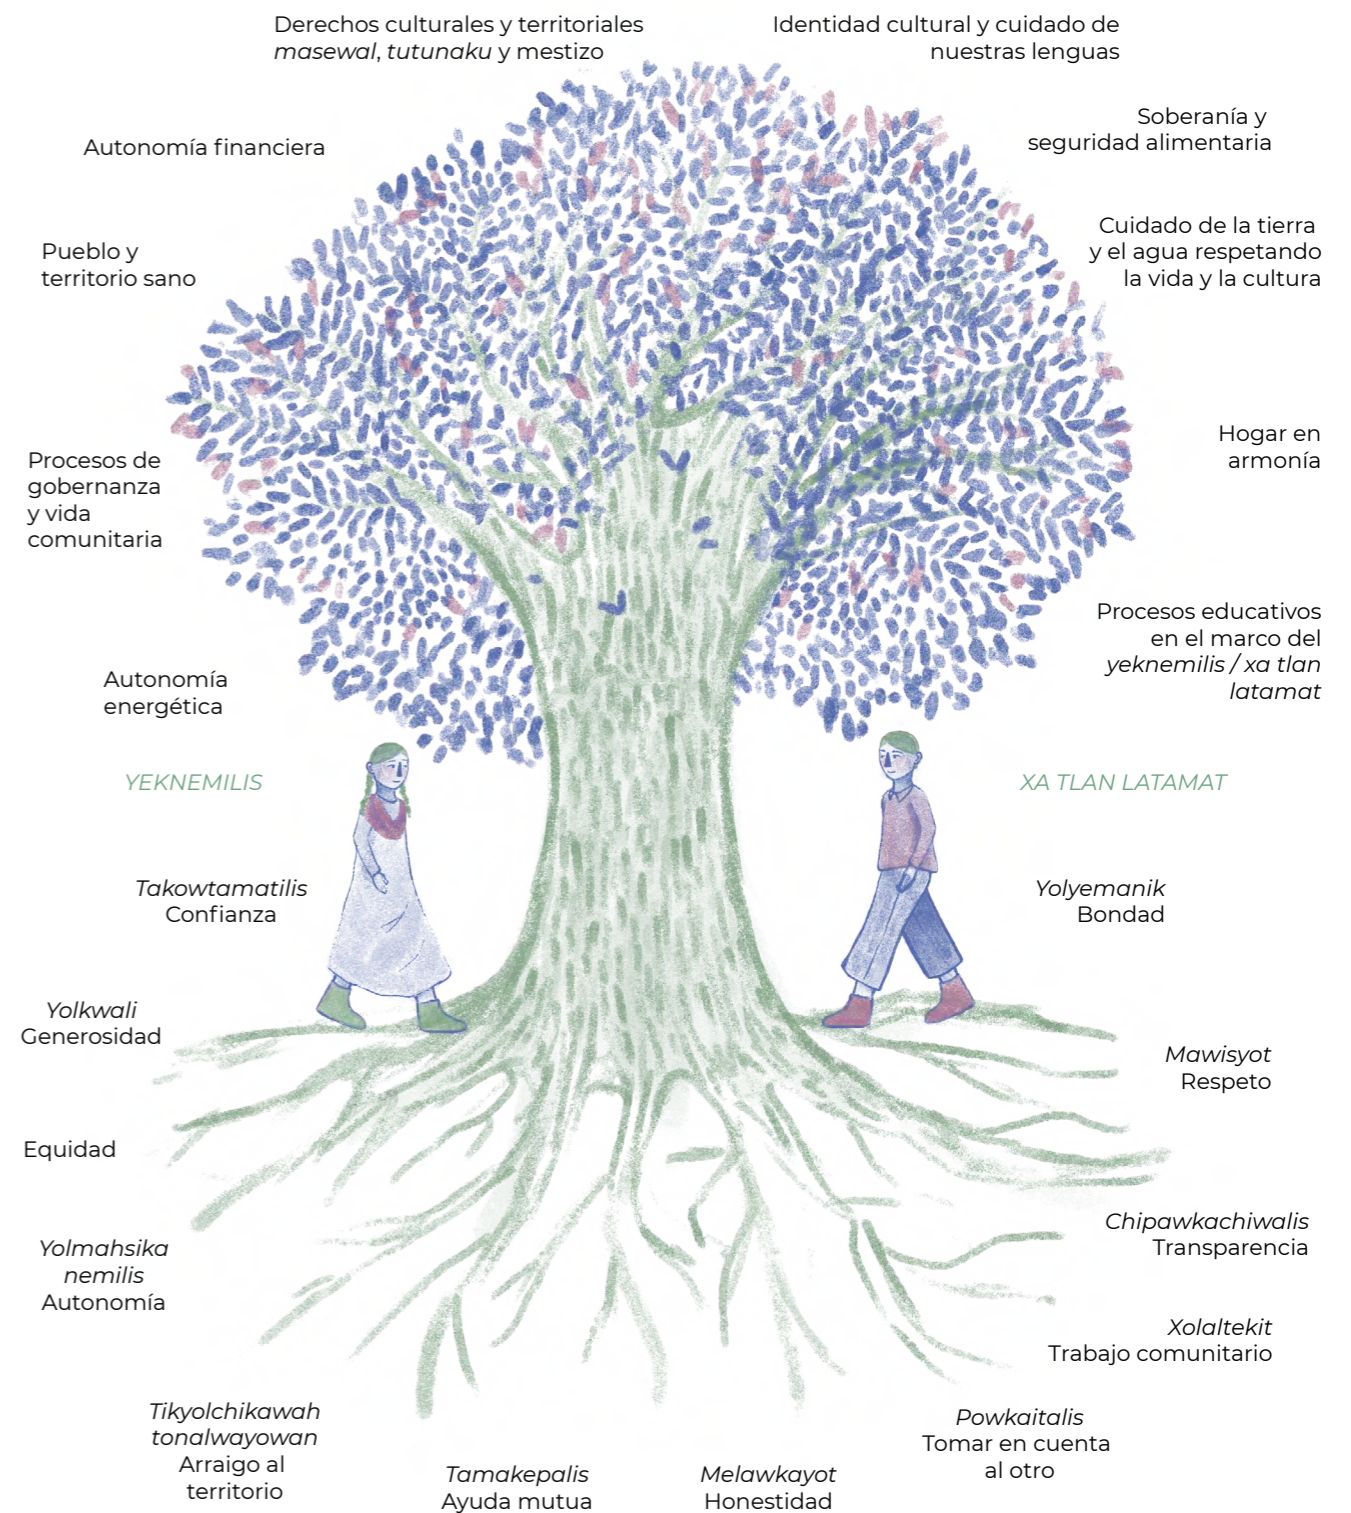 Derechos culturales y territoriales
masewal, tutunaku y mestizo
Identidad cultural y cuidado de
nuestras lenguas
Autonomía financiera
Soberanía y
seguridad alimentaria
Pueblo y
territorio sano
Cuidado de la tierra
y el agua respetando
la vida y la cultura
Procesos de
gobernanza
y vida
comunitaria
Hogar en
armonía
Autonomía
energética
Procesos educativos
en el marco del
yeknemilis / xa tlan
latamat
YEKNEMILIS
XA TLAN LATAMAT
Takowtamatilis
Confianza
Yolyemanik
Bondad
Yolkwali
Generosidad
Mawisyot
Respeto
Equidad
Chipawkachiwalis
Transparencia
Yolmahsika
nemilis
Autonomía
Xolaltekit
Trabajo comunitario
Tikyolchikawah
tonalwayowan
Arraigo al
territorio
Tamakepalis
Ayuda mutua
Melawkayot
Honestidad
Powkaitalis
Tomar en cuenta
al otro